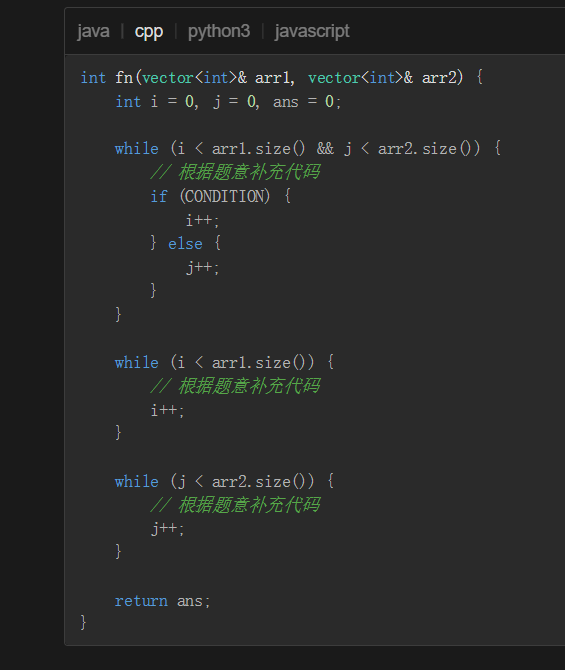 java | cpp | python3 | javascript
int fn(vector<int>& arr1, vector<int>& arr2) {
    int i = 0, j = 0, ans = 0;

    while (i < arr1.size() && j < arr2.size()) {
        // 根据题意补充代码
        if (CONDITION) {
            i++;
        } else {
            j++;
        }
    }

    while (i < arr1.size()) {
        // 根据题意补充代码
        i++;
    }

    while (j < arr2.size()) {
        // 根据题意补充代码
        j++;
    }

    return ans;
}